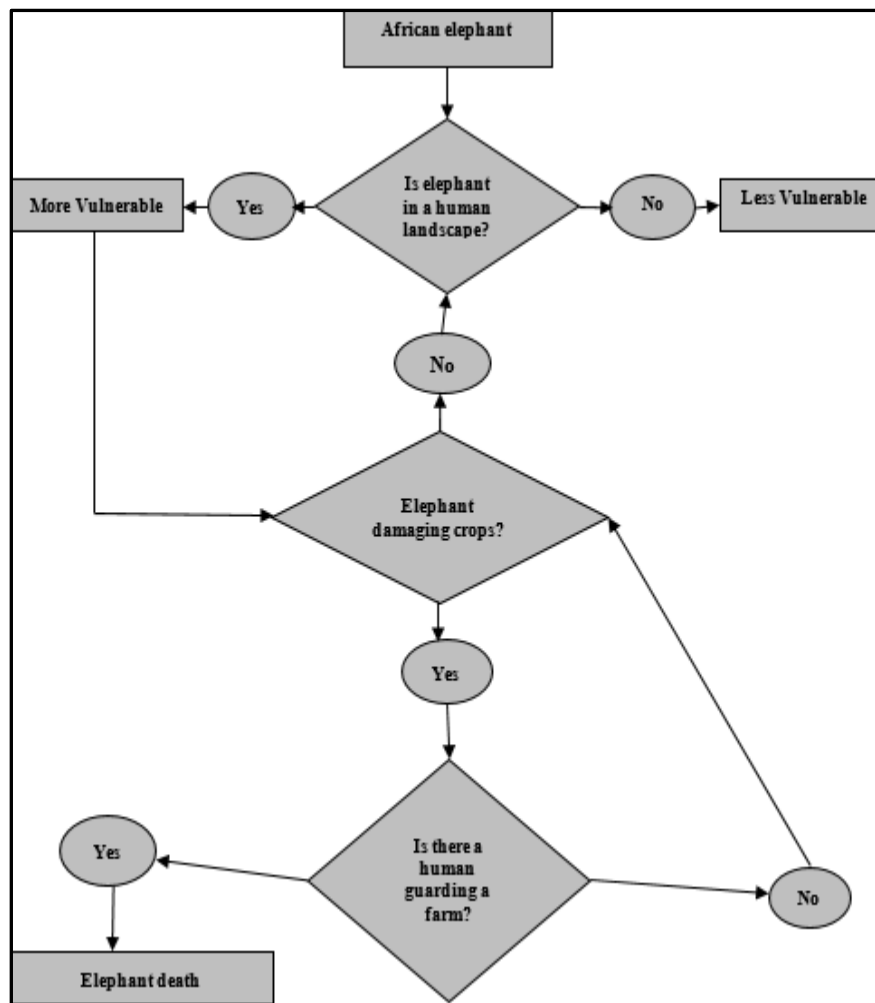 African elephant
Is elephant
in a human
landscape?
More Vulnerable
Yes
No
Less Vulnerable
No
Elephant
damaging crops?
Yes
Is there a
human
guarding a
farm?
Yes
No
Elephant death